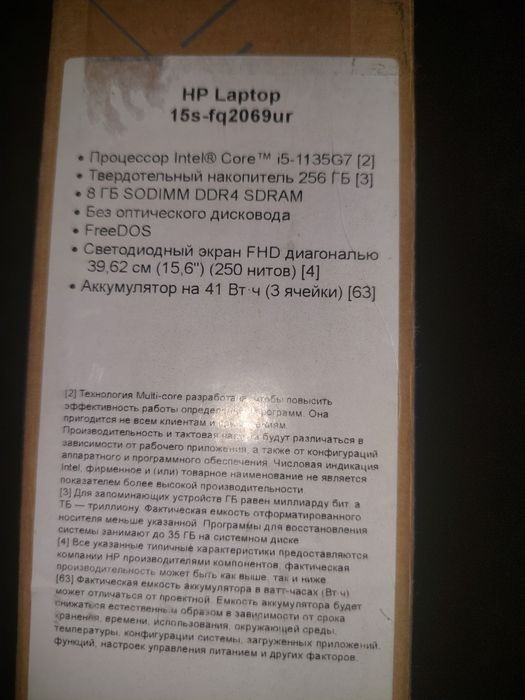 HP Laptop
15s-fq2069ur
• Процессор Intel® Core™ i5-1135G7 [2]
• Твердотельный накопитель 256 ГБ [3]
• 8 ГБ SODIMM DDR4 SDRAM
• Без оптического дисковода
• FreeDOS
• Светодиодный экран FHD диагональю
39,62 см (15,6") (250 нитов) [4]
• Аккумулятор на 41 Вт·ч (3 ячейки) [63]
[2] Технология Multi-core разработана, чтобы повысить
эффективность работы программ. Она
пригодится не всем клиентам и
Производительность и тактовая будут различаться в
зависимости от рабочего приложения, а также от конфигураций
аппаратного и программного обеспечения. Числовая индикация
Intel, фирменное и (или) товарное наименование не является
показателем более высокой производительности.
[3] Для запоминающих устройств ГБ равен миллиарду бит, а
ТБ — триллиону. Фактическая емкость отформатированного
носителя меньше указанной. Программы для восстановления
системы занимают до 35 ГБ на системном диске
[4] Все указанные типичные характеристики предоставляются
компании HP производителями компонентов, фактическая
производительность может быть как выше, так и ниже.
[63] Фактическая емкость аккумулятора в ватт-часах (Вт·ч)
может отличаться от проектной. Емкость аккумулятора будет
снижаться естественным образом в зависимости от срока
хранения, времени, использования, окружающей среды,
температуры, конфигурации системы, загруженных приложений,
функций, настроек управления питанием и других факторов.